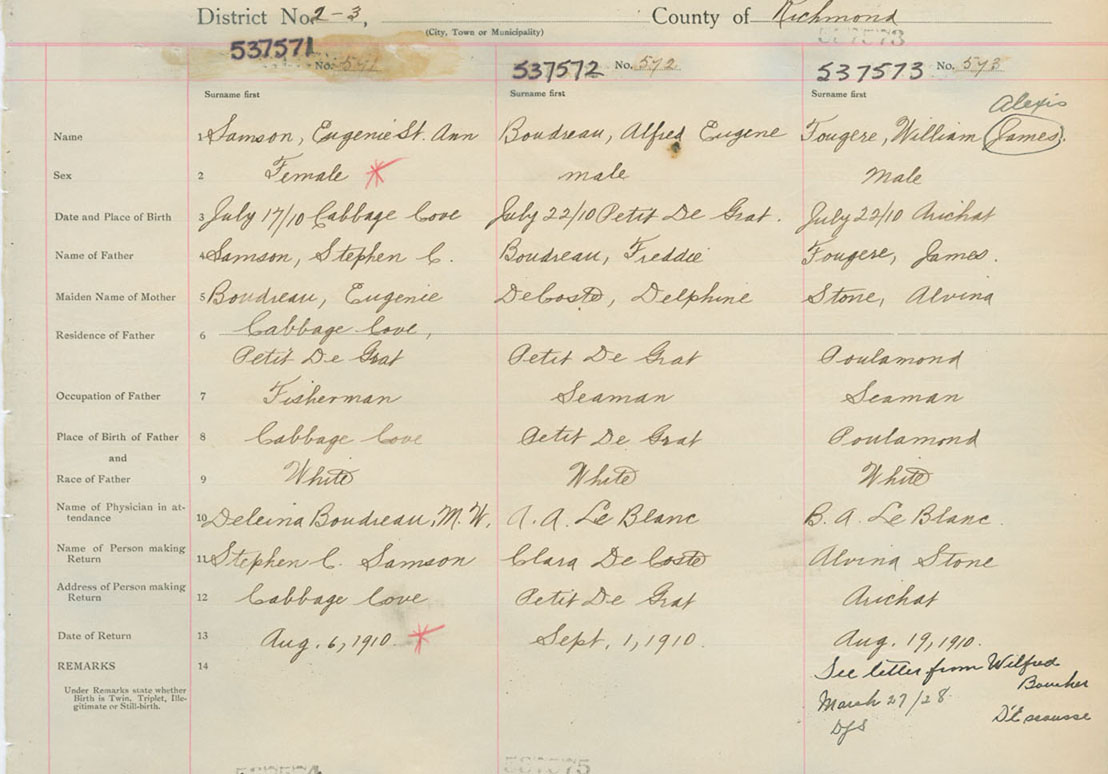 District No. 2-3,
County of Richmond
(City, Town or Municipality)
537571 No. 571
537572 No. 572
537573 No. 573
Surname first
Surname first
Surname first
Alexis
Name 1 Samson, Eugenie St. Ann Boudreau, Alfred Eugene Fougere, William (James).
Sex 2 Female male Male
Date and Place of Birth 3 July 17/10 Cabbage Cove July 22/10 Petit De Grat. July 22/10 Arichat
Name of Father 4 Samson, Stephen C. Boudreau, Freddie Fougere, James.
Maiden Name of Mother 5 Boudreau, Eugenie DeCoste, Delphine Stone, Alvina
Residence of Father 6 Cabbage Cove,
Petit De Grat Petit De Grat Poulamond
Occupation of Father 7 Fisherman Seaman Seaman
Place of Birth of Father 8 Cabbage Cove Petit De Grat Poulamond
and
Race of Father 9 White White White
Name of Physician in at-
tendance 10 Boudreau, M. W. A. A. Le Blanc B. A. Le Blanc.
Name of Person making
Return 11 Stephen C. Samson Clara De Coste Alvina Stone
Address of Person making
Return 12 Cabbage Cove Petit De Grat Arichat
Date of Return 13 Aug. 6, 1910. Sept. 1, 1910. Aug. 19, 1910.
REMARKS 14
Under Remarks state whether
Birth is Twin, Triplet, Ille-
gitimate or Still-birth.
See letter from Wilfred
March 27/28
D'Escousse
537575